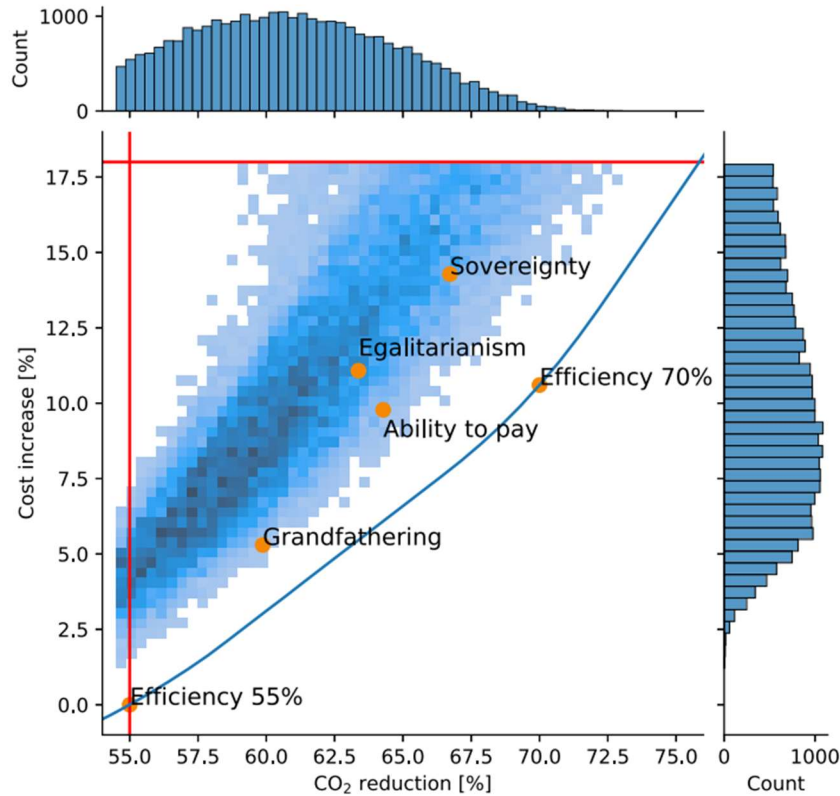 1000
Count
0
17.5
15.0
Sovereignty
12.5
Egalitarianism
Efficiency 70%
Cost increase [%]
10.0
Ability to pay
7.5
Grandfathering
5.0
2.5
0.0
Efficiency 55%
55.0 57.5 60.0 62.5 65.0 67.5 70.0 72.5 75.0
CO₂ reduction [%]
0 1000
Count